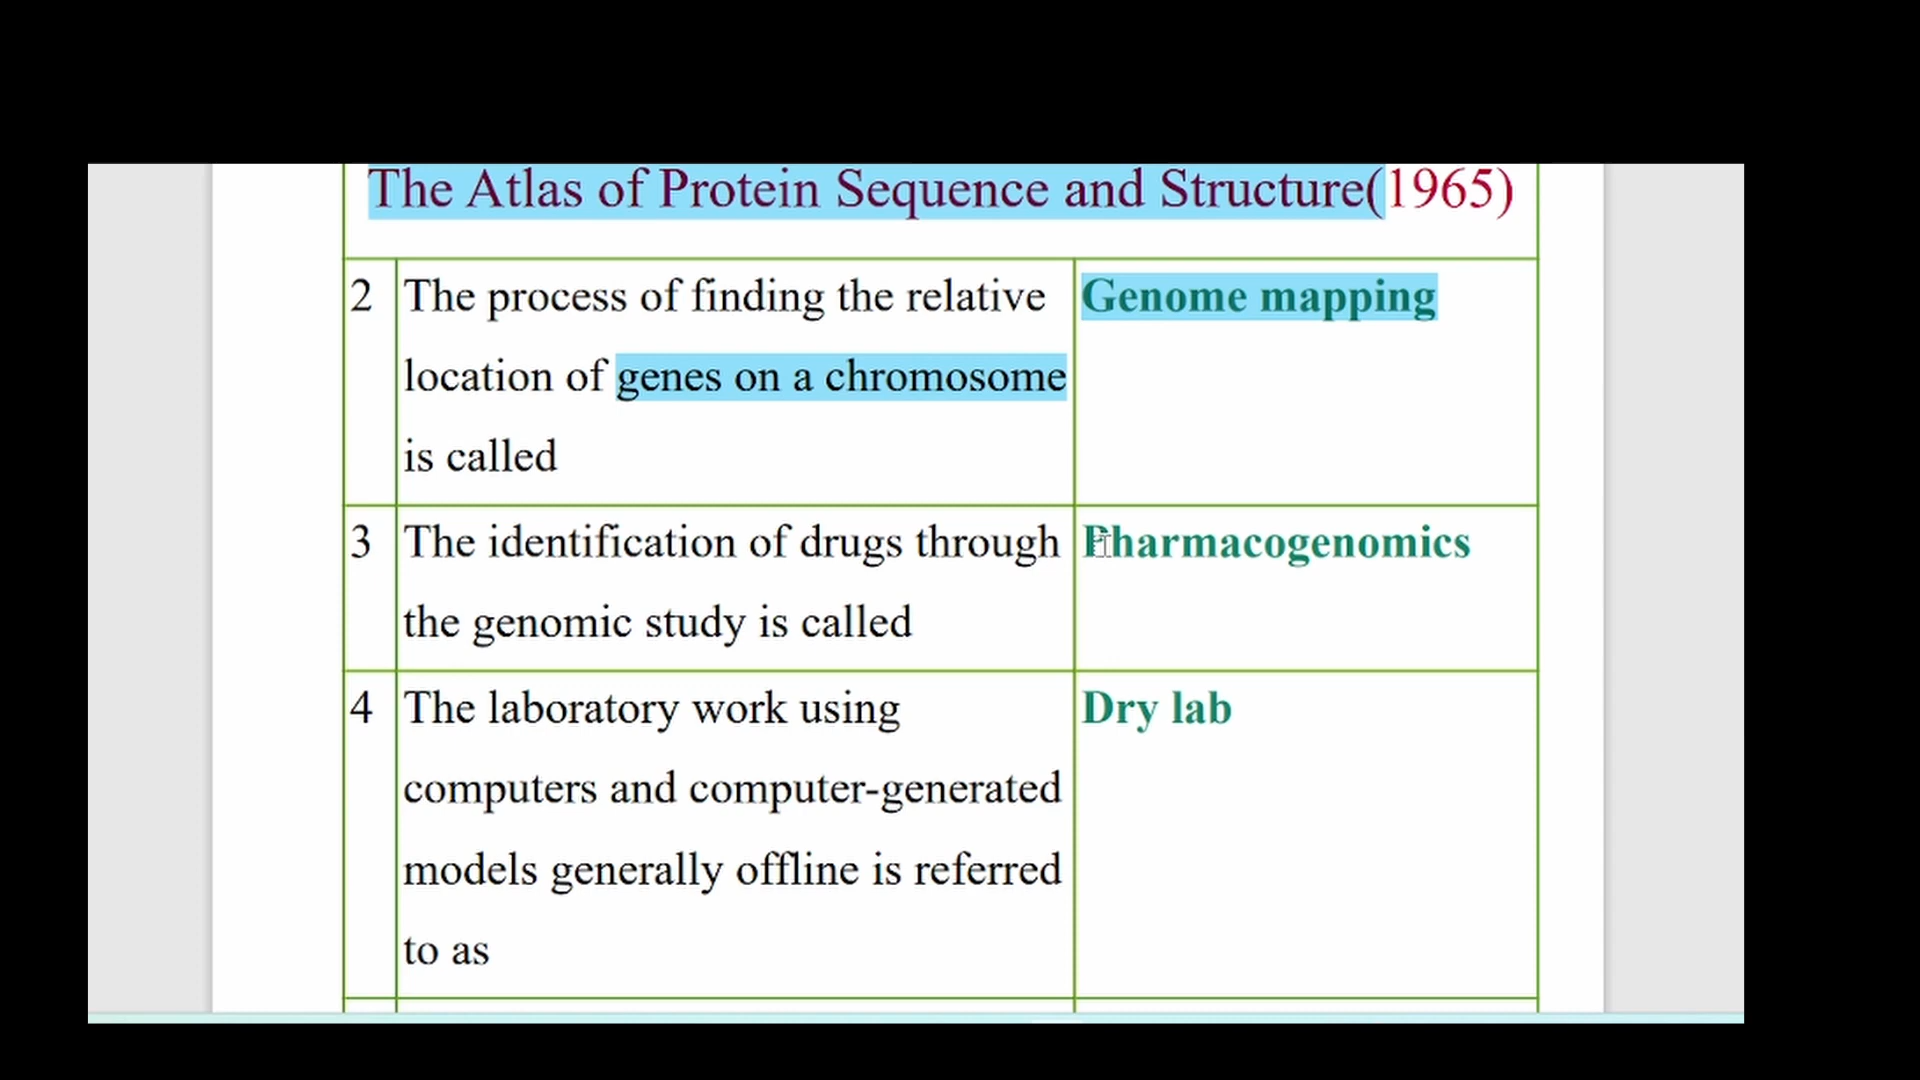 The Atlas of Protein Sequence and Structure(1965)
2 The process of finding the relative Genome mapping
location of genes on a chromosome
is called
3 The identification of drugs through Pharmacogenomics
the genomic study is called
4 The laboratory work using Dry lab
computers and computer-generated
models generally offline is referred
to as